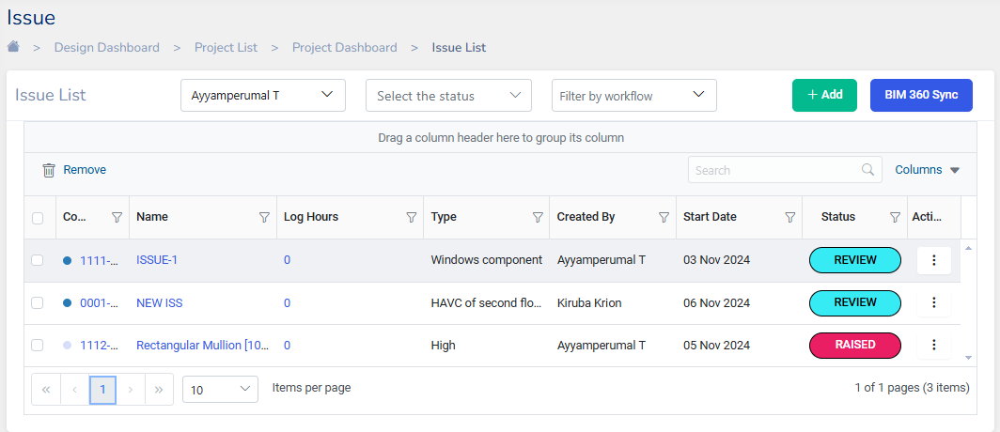 Issue
> Design Dashboard > Project List > Project Dashboard > Issue List
Issue List Ayyamperumal T Select the status Filter by workflow + Add BIM 360 Sync
Drag a column header here to group its column
Remove Search Columns
Co... Name Log Hours Type Created By Start Date Status Acti...
1111-... ISSUE-1 0 Windows component Ayyamperumal T 03 Nov 2024 REVIEW
0001-... NEW ISS 0 HAVC of second flo... Kiruba Krion 06 Nov 2024 REVIEW
1112-... Rectangular Mullion [10... High Ayyamperumal T 05 Nov 2024 RAISED
« ‹ 1 › » 10 Items per page 1 of 1 pages (3 items)